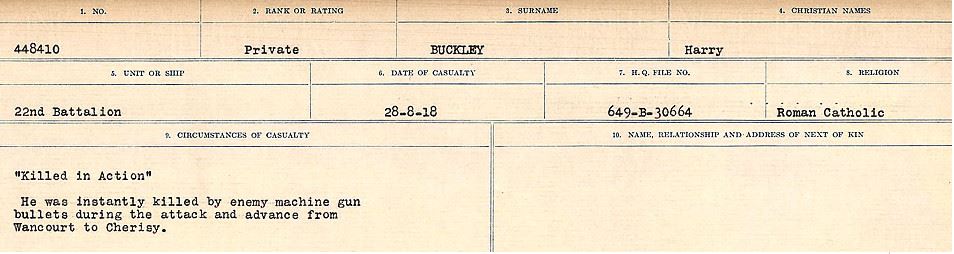 1. NO. 2. RANK OR RATING 3. SURNAME 4. CHRISTIAN NAMES
448410 Private BUCKLEY Harry
5. UNIT OR SHIP 6. DATE OF CASUALTY 7. H.Q. FILE NO. 8. RELIGION
22nd Battalion 28-8-18 649-B-30664 Roman Catholic
9. CIRCUMSTANCES OF CASUALTY 10. NAME, RELATIONSHIP AND ADDRESS OF NEXT OF KIN
"Killed in Action"
He was instantly killed by enemy machine gun
bullets during the attack and advance from
Wancourt to Cherisy.